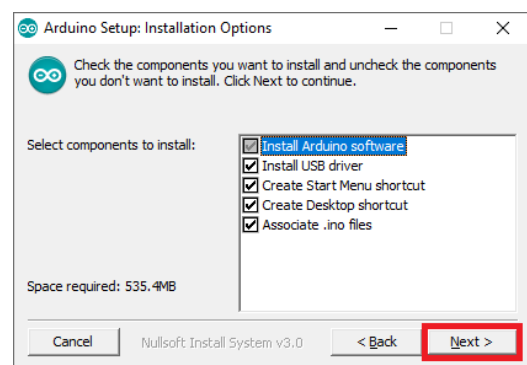 Arduino Setup: Installation Options
Check the components you want to install and uncheck the components
you don't want to install. Click Next to continue.
Select components to install:
Install Arduino software
Install USB driver
Create Start Menu shortcut
Create Desktop shortcut
Associate .ino files
Space required: 535.4MB
Cancel
Nullsoft Install System v3.0
< Back
Next >